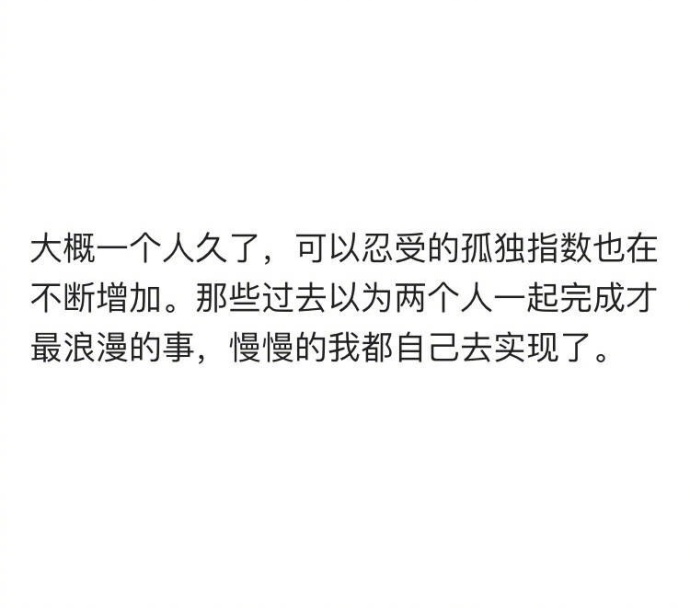 大概一个人久了，可以忍受的孤独指数也在
不断增加。那些过去以为两个人一起完成才
最浪漫的事，慢慢的我都自己去实现了。